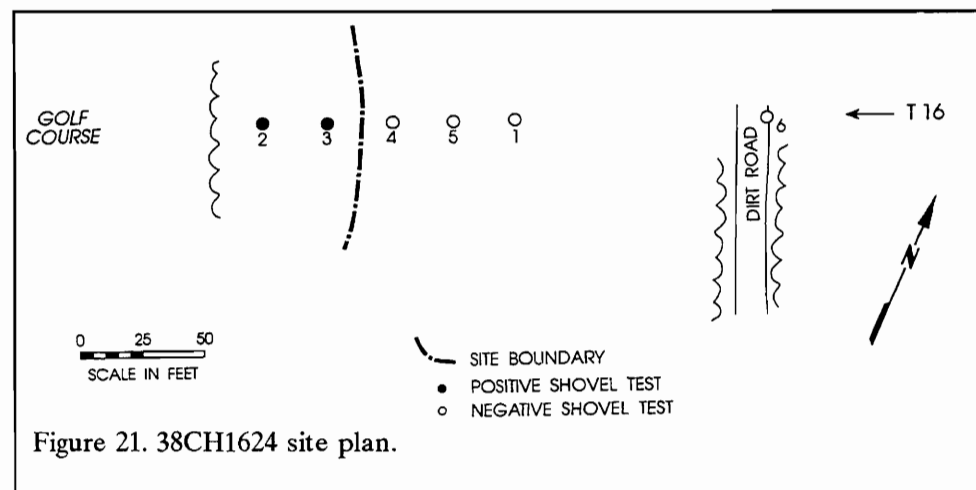 GOLF
COURSE
2
3
4
5
1
6
DIRT ROAD
T 16
N
0 25 50
SCALE IN FEET
SITE BOUNDARY
POSITIVE SHOVEL TEST
NEGATIVE SHOVEL TEST
Figure 21. 38CH1624 site plan.